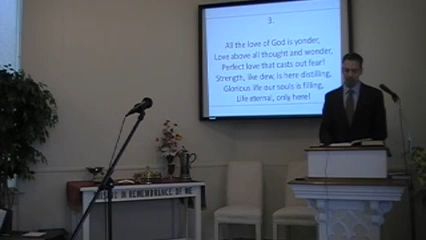 3.
All the love of God is yonder,
Love above all thought and wonder,
Perfect love that casts out fear!
Strength, like dew, is here distilling,
Glorious life our souls is filling,
Life eternal, only here!
IN REMEMBRANCE OF ME